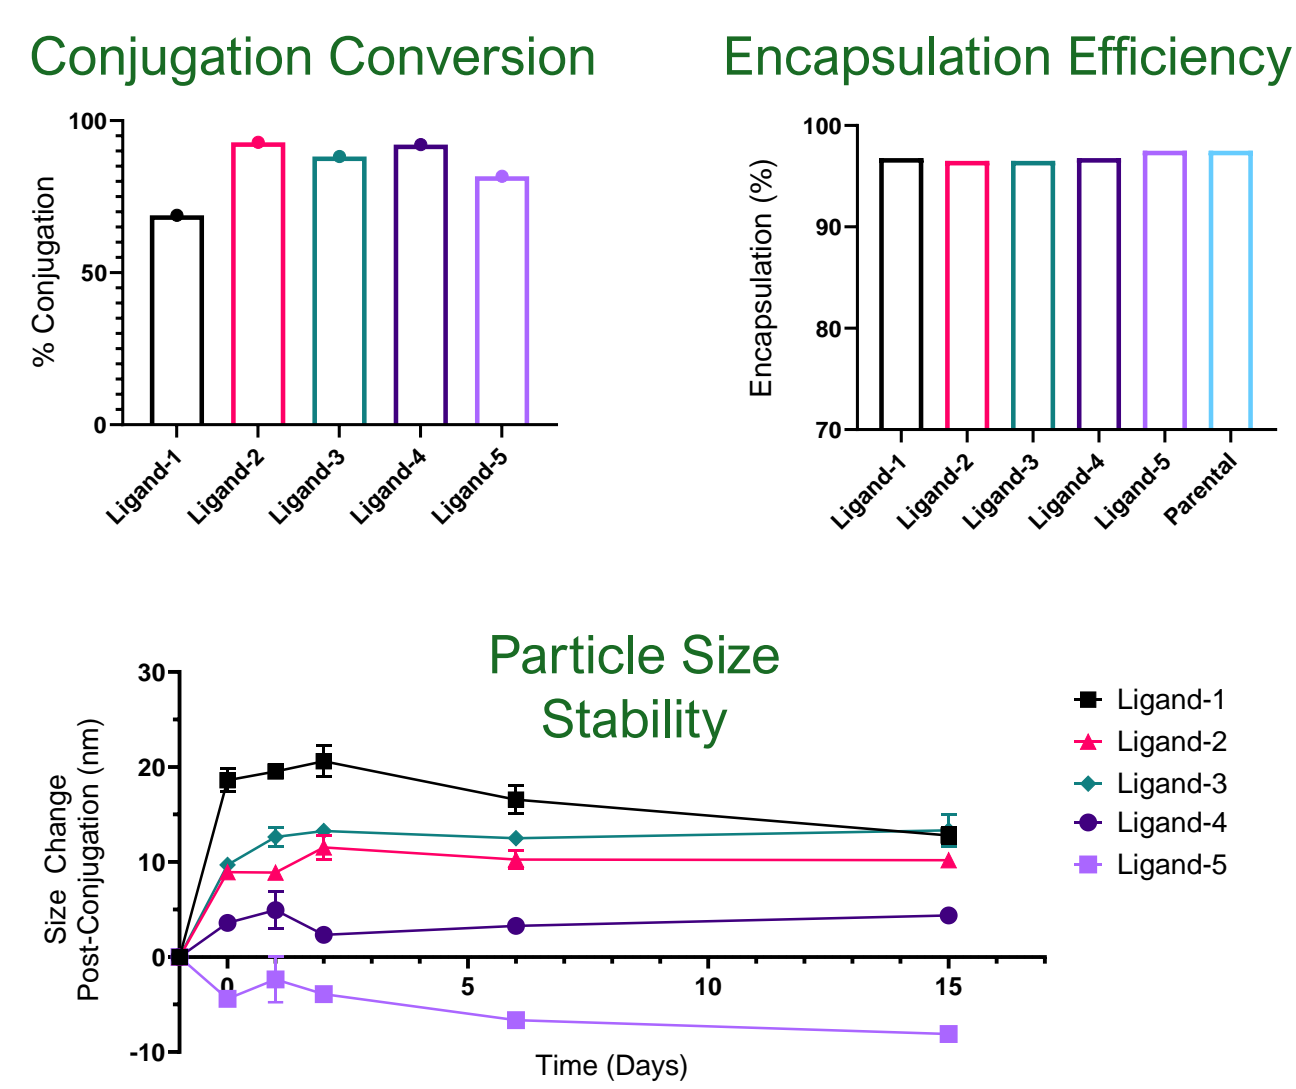 Conjugation Conversion
% Conjugation
100
50
0
Ligand-1
Ligand-2
Ligand-3
Ligand-4
Ligand-5
Encapsulation Efficiency
Encapsulation (%)
100
90
80
70
Ligand-1
Ligand-2
Ligand-3
Ligand-4
Ligand-5
Parental
Particle Size
Stability
Size Change
Post-Conjugation (nm)
30
20
10
0
-10
0
5
10
15
Time (Days)
Ligand-1
Ligand-2
Ligand-3
Ligand-4
Ligand-5